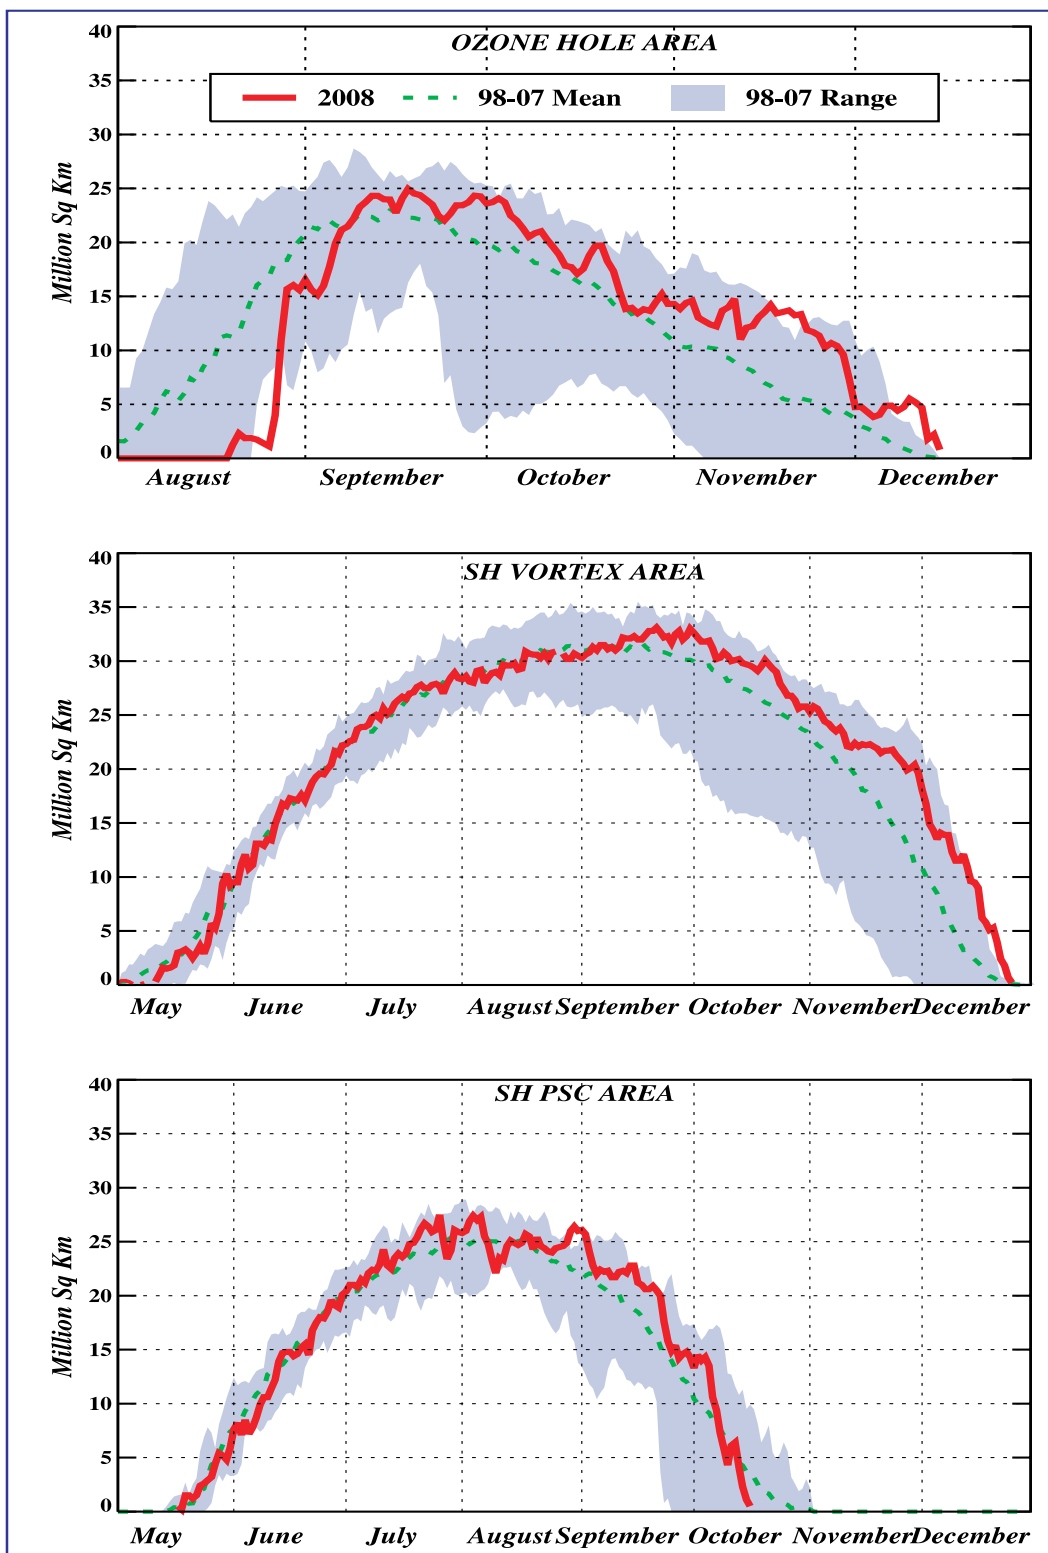 OZONE HOLE AREA
2008 98-07 Mean 98-07 Range
40
35
30
25
20
15
10
5
0
Million Sq Km
August September October November December
SH VORTEX AREA
40
35
30
25
20
15
10
5
0
Million Sq Km
May June July August September October November December
SH PSC AREA
40
35
30
25
20
15
10
5
0
Million Sq Km
May June July August September October November December